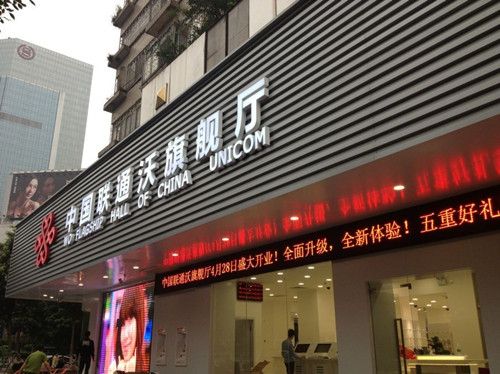 中国联通沃旗舰厅
WO FLAGSHIP HALL OF CHINA UNICOM
中国联通沃旗舰厅4月28日盛大开业!全面升级,全新体验!五重好礼